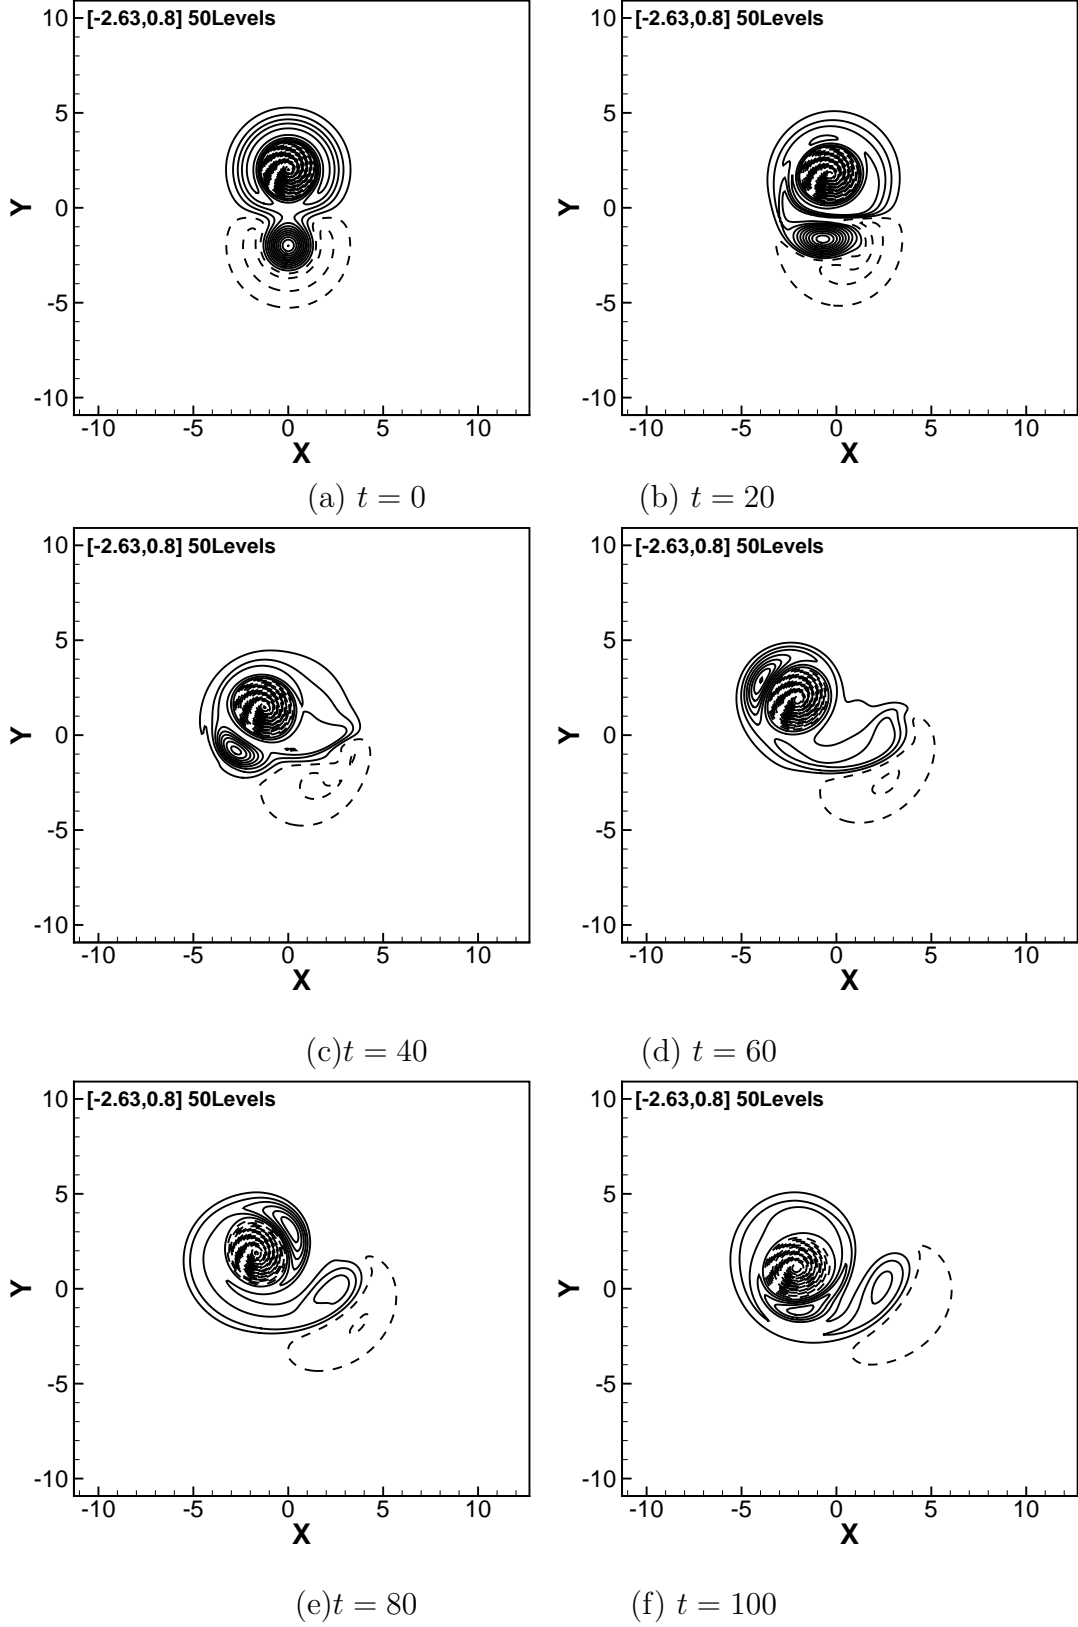 [-2.63,0.8] 50Levels
10
5
0
-5
-10
Y
-10 -5 0 5 10
X
(a) t = 0
[-2.63,0.8] 50Levels
10
5
0
-5
-10
Y
-10 -5 0 5 10
X
(b) t = 20
[-2.63,0.8] 50Levels
10
5
0
-5
-10
Y
-10 -5 0 5 10
X
(c)t = 40
[-2.63,0.8] 50Levels
10
5
0
-5
-10
Y
-10 -5 0 5 10
X
(d) t = 60
[-2.63,0.8] 50Levels
10
5
0
-5
-10
Y
-10 -5 0 5 10
X
(e)t = 80
[-2.63,0.8] 50Levels
10
5
0
-5
-10
Y
-10 -5 0 5 10
X
(f) t = 100